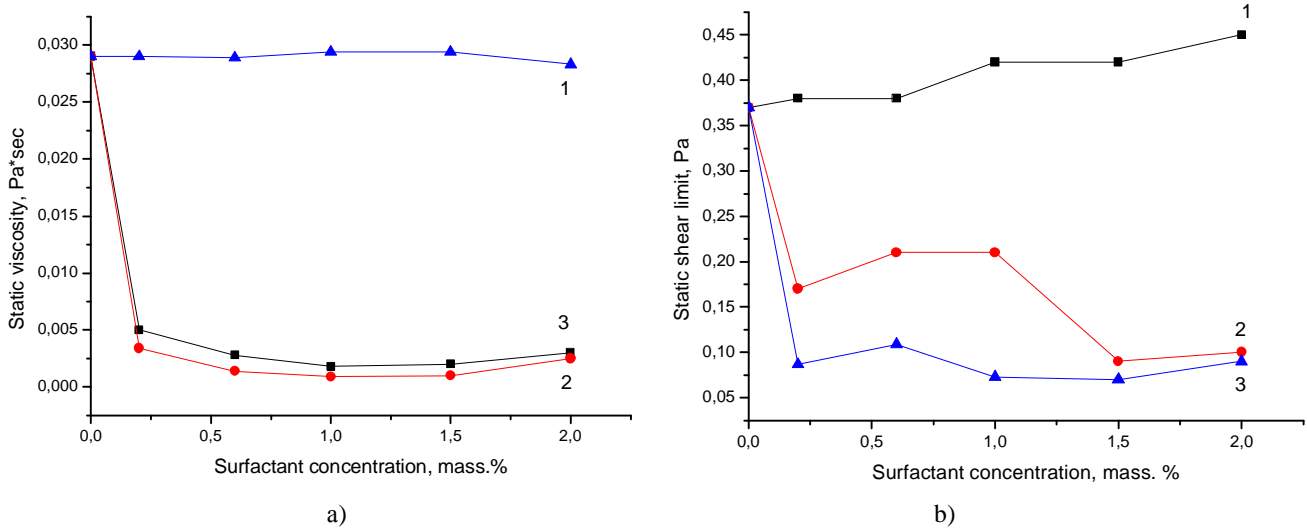 0,030
0,025
0,020
0,015
0,010
0,005
0,000
Static viscosity, Pa*sec
1
3
2
0,0 0,5 1,0 1,5 2,0
Surfactant concentration, mass.%
a)
1
0,45
0,40
0,35
0,30
0,25
0,20
0,15
0,10
0,05
Static shear limit, Pa
2
3
0,0 0,5 1,0 1,5 2,0
Surfactant concentration, mass. %
b)